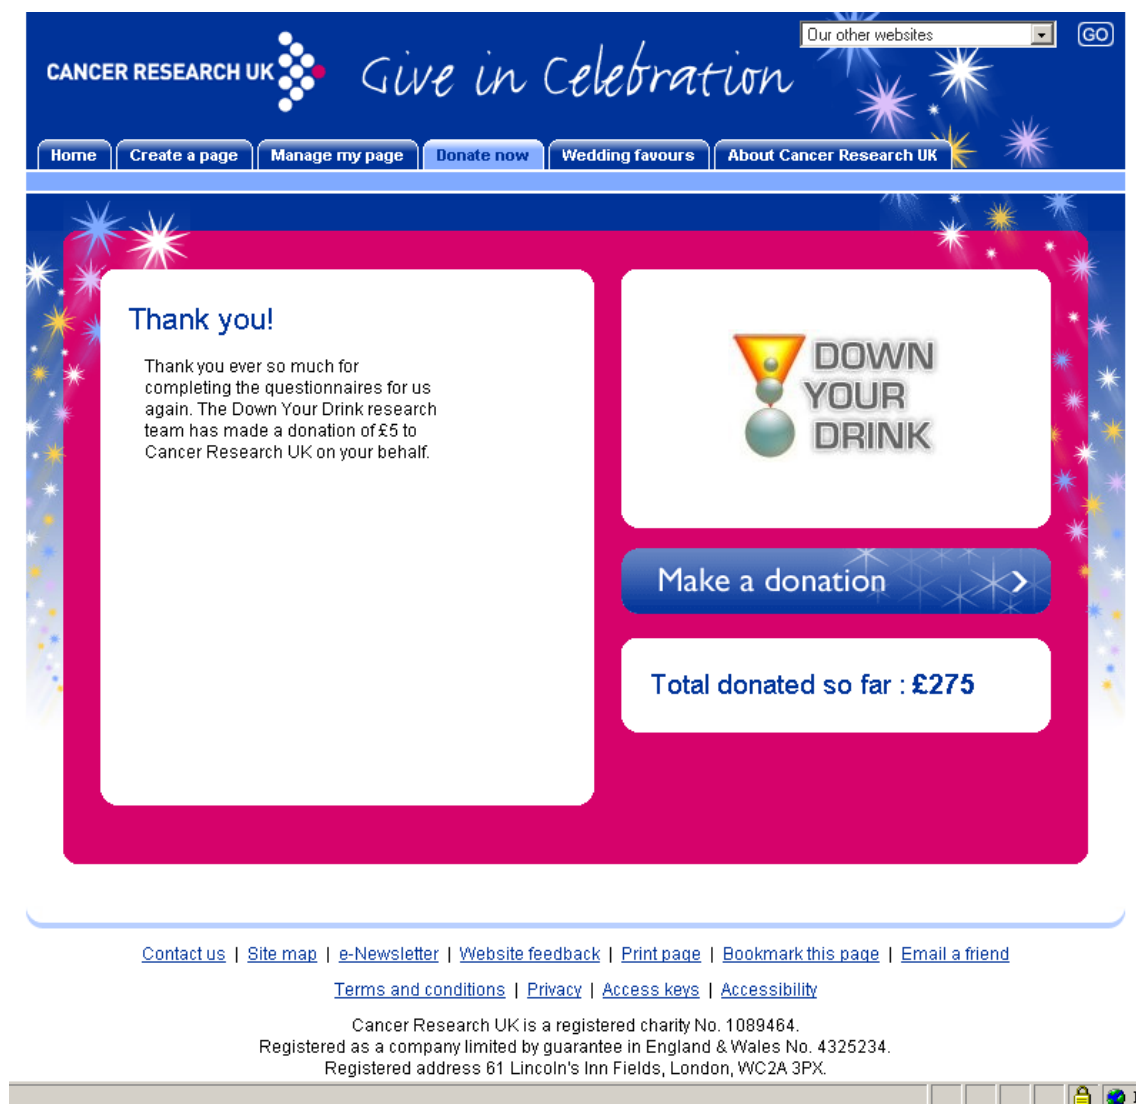 Our other websites
GO
CANCER RESEARCH UK
Give in Celebration
Home
Create a page
Manage my page
Donate now
Wedding favours
About Cancer Research UK
Thank you!
Thank you ever so much for
completing the questionnaires for us
again. The Down Your Drink research
team has made a donation of £5 to
Cancer Research UK on your behalf.
DOWN
YOUR
DRINK
Make a donation
Total donated so far : £275
Contact us | Site map | e-Newsletter | Website feedback | Print page | Bookmark this page | Email a friend
Terms and conditions | Privacy | Access keys | Accessibility
Cancer Research UK is a registered charity No. 1089464.
Registered as a company limited by guarantee in England & Wales No. 4325234.
Registered address 61 Lincoln's Inn Fields, London, WC2A 3PX.